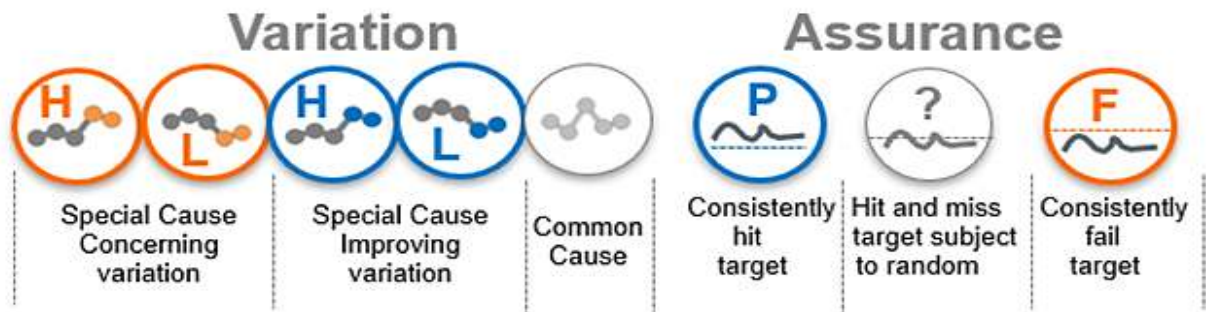 Variation
Assurance
H
L
H
L
P
?
F
Special Cause
Concerning
variation
Special Cause
Improving
variation
Common
Cause
Consistently
hit
target
Hit and miss
target subject
to random
Consistently
fail
target